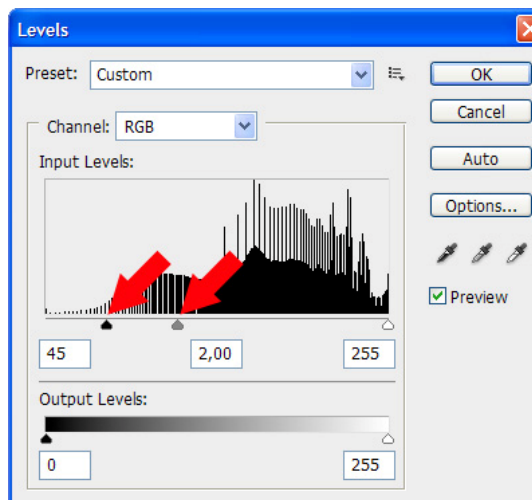 Levels
Preset: Custom
OK
Cancel
Auto
Options...
Preview
Channel: RGB
Input Levels:
45 2,00 255
Output Levels:
0 255